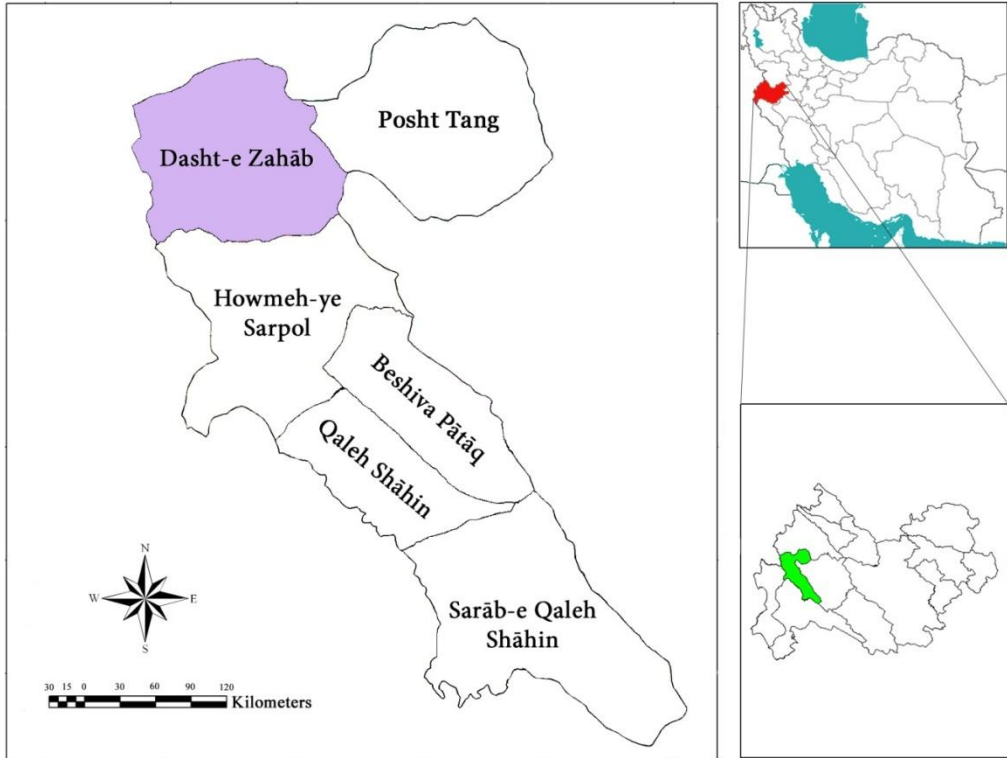 Posht Tang
Dasht-e Zahāb
Howmeh-ye
Sarpol
Beshiva Pātāq
Qaleh Shāhin
Sarāb-e Qaleh
Shāhin
N
W E
S
30 15 0 30 60 90 120
Kilometers